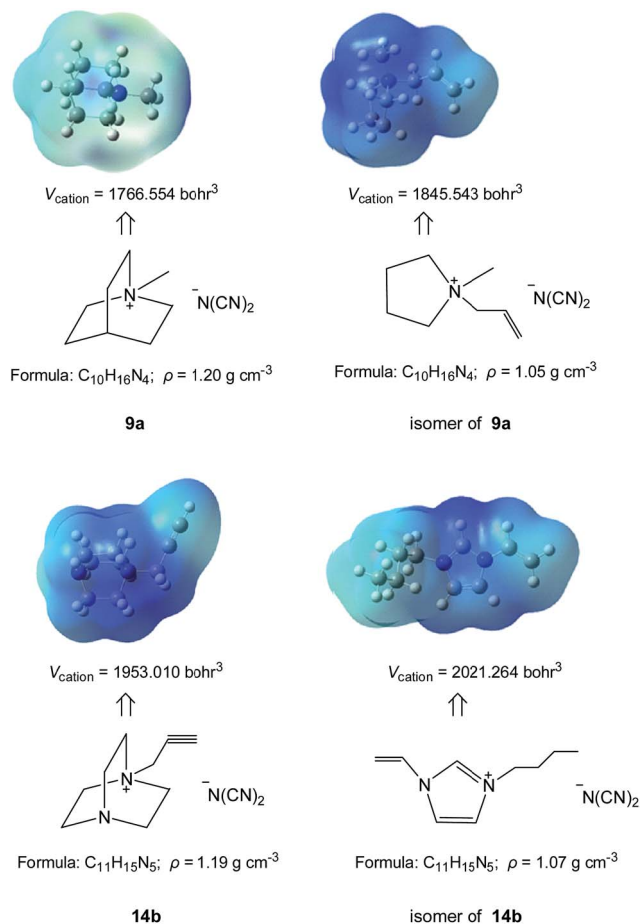 V_cation = 1766.554 bohr³
V_cation = 1845.543 bohr³
N
+
⁻N(CN)₂
N
+
⁻N(CN)₂
Formula: C₁₀H₁₆N₄; ρ = 1.20 g cm⁻³
Formula: C₁₀H₁₆N₄; ρ = 1.05 g cm⁻³
9a
isomer of 9a
V_cation = 1953.010 bohr³
V_cation = 2021.264 bohr³
N
+
N
⁻N(CN)₂
N
N
+
⁻N(CN)₂
Formula: C₁₁H₁₅N₅; ρ = 1.19 g cm⁻³
Formula: C₁₁H₁₅N₅; ρ = 1.07 g cm⁻³
14b
isomer of 14b